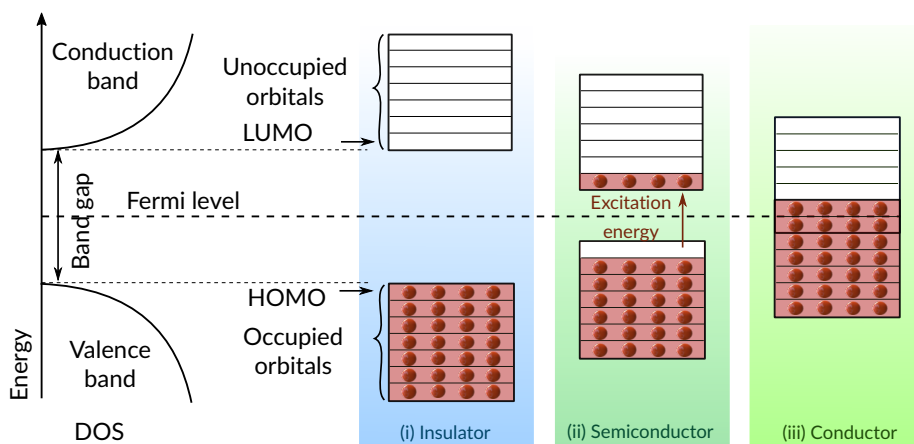 Energy
Conduction
band
Band gap
Valence
band
DOS
Unoccupied
orbitals
LUMO
Fermi level
HOMO
Occupied
orbitals
(i) Insulator
Excitation
energy
(ii) Semiconductor
(iii) Conductor